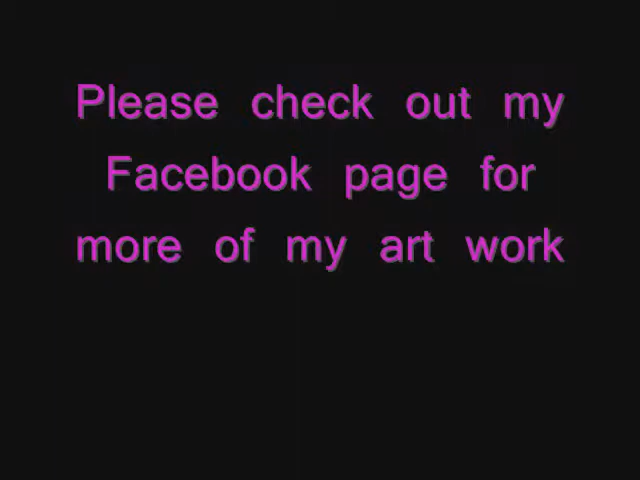 Please check out my
Facebook page for
more of my art work